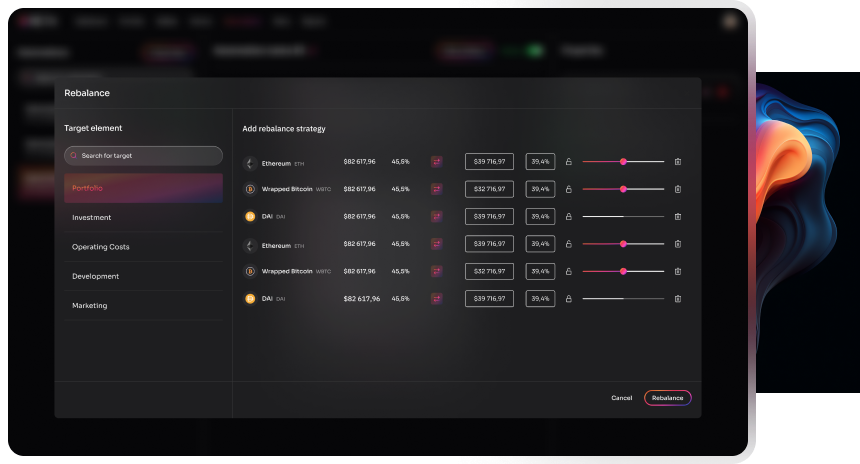 Rebalance
Target element
Search for target
Portfolio
Investment
Operating Costs
Development
Marketing
Add rebalance strategy
Ethereum ETH $82 617,96 45,5% $39 716,97 39,4%
Wrapped Bitcoin WBTC $82 617,96 45,5% $32 716,97 39,4%
DAI DAI $82 617,96 45,5% $39 716,97 39,4%
Ethereum ETH $82 617,96 45,5% $39 716,97 39,4%
Wrapped Bitcoin WBTC $82 617,96 45,5% $32 716,97 39,4%
DAI DAI $82 617,96 45,5% $39 716,97 39,4%
Cancel Rebalance